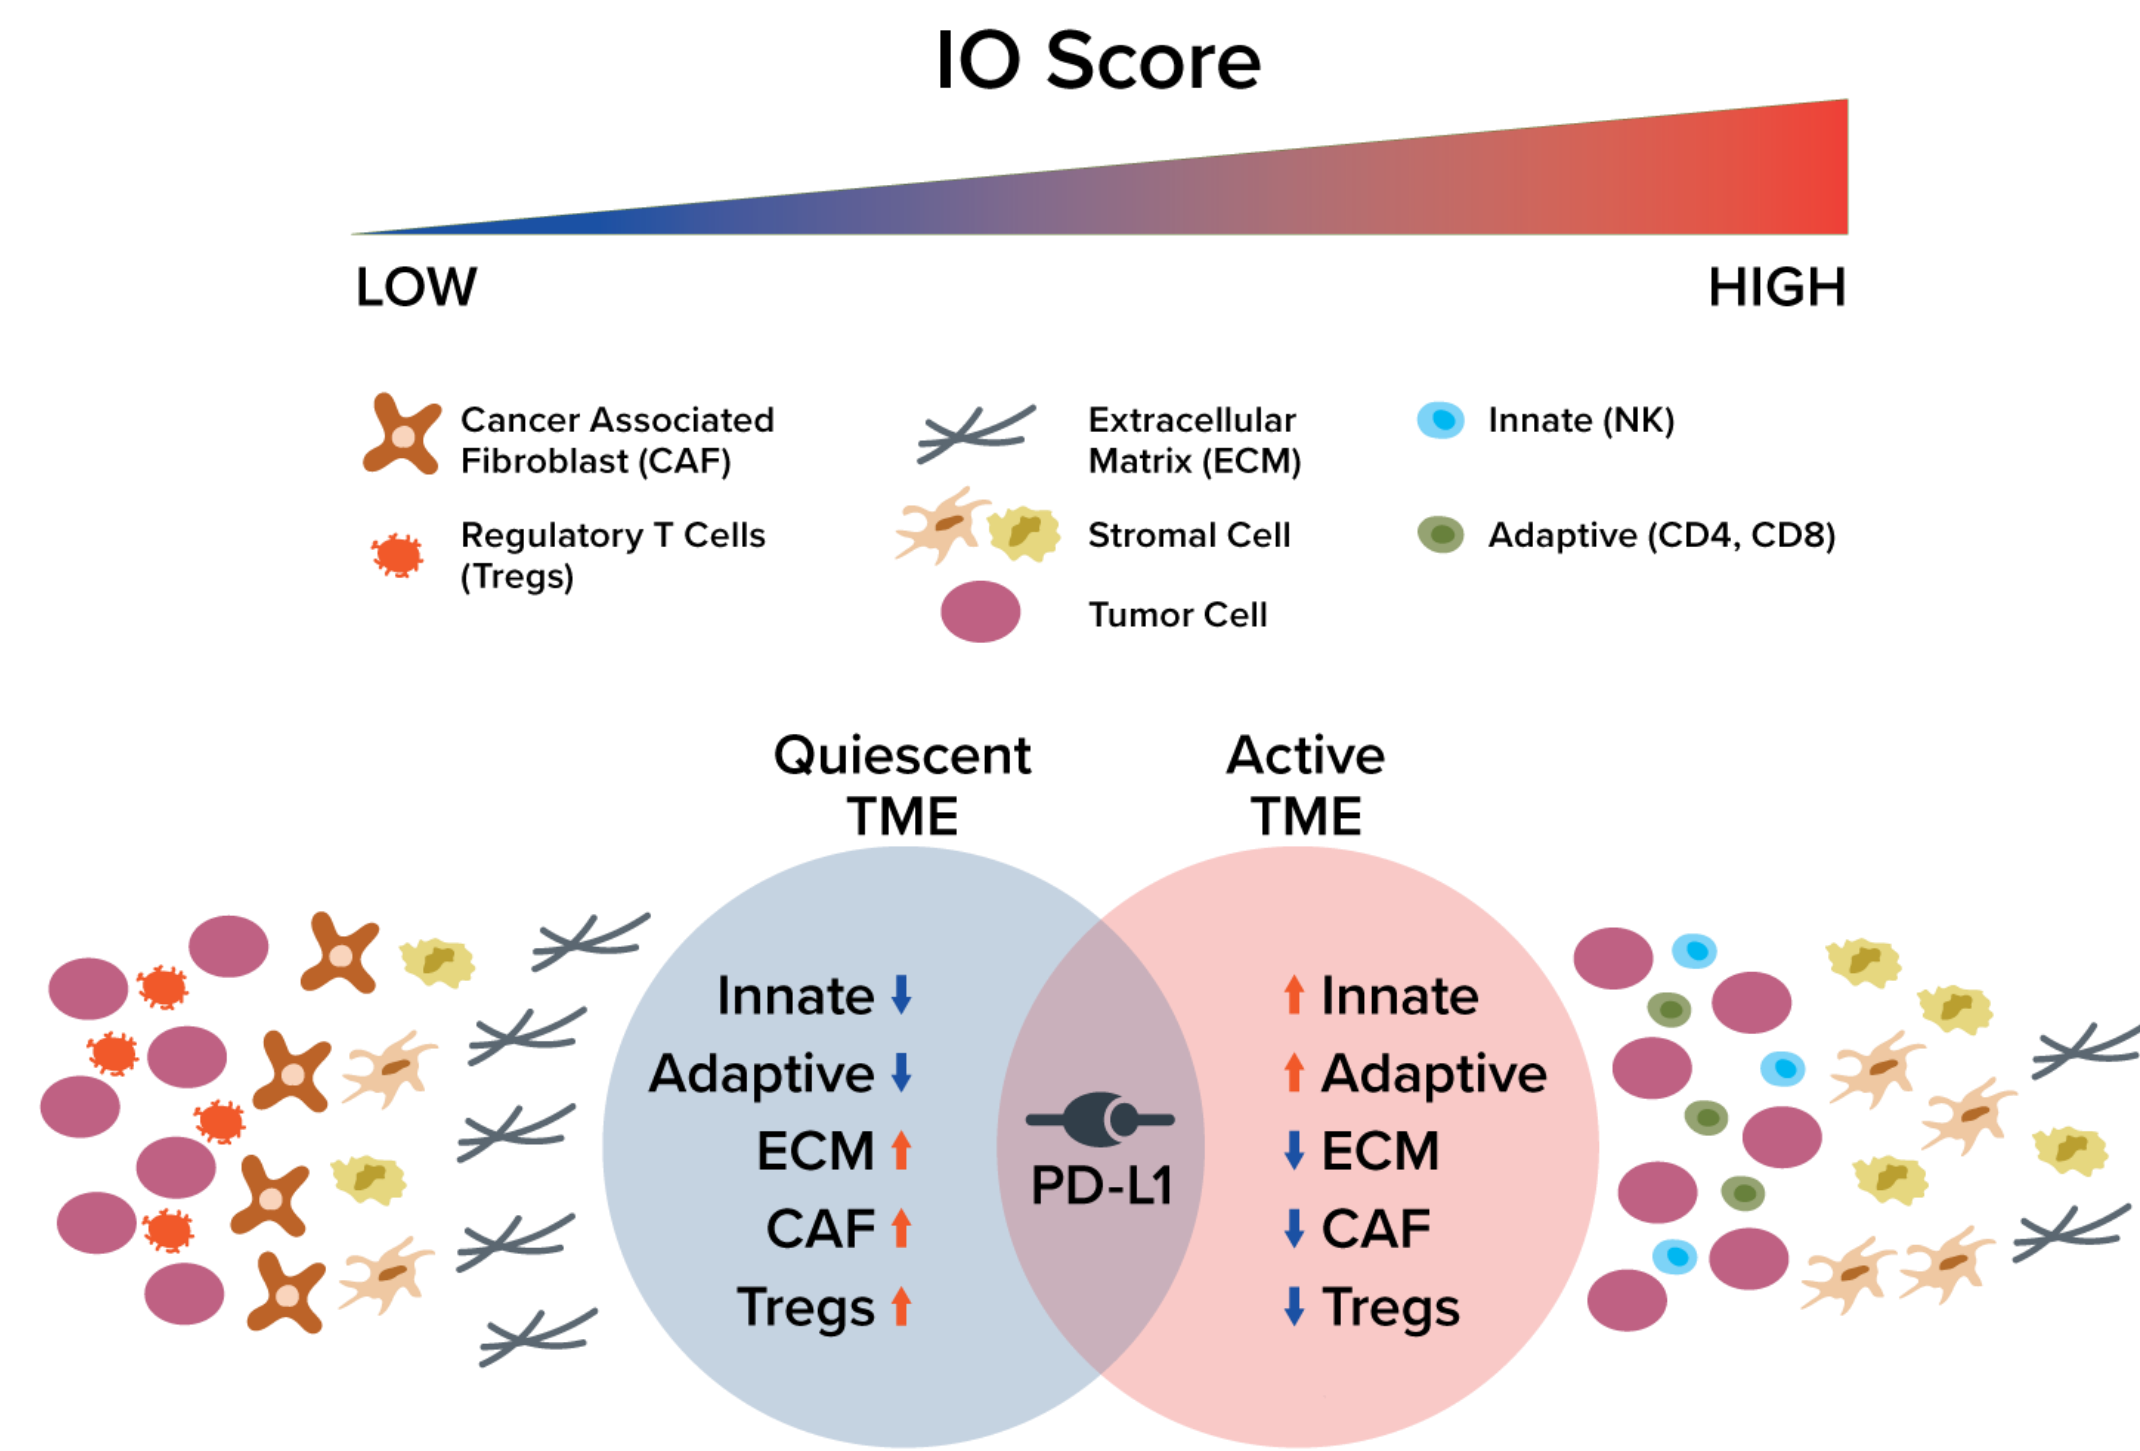 IO Score
LOW
HIGH
Cancer Associated
Fibroblast (CAF)
Regulatory T Cells
(Tregs)
Extracellular
Matrix (ECM)
Stromal Cell
Tumor Cell
Innate (NK)
Adaptive (CD4, CD8)
Quiescent
TME
Active
TME
Innate
Adaptive
ECM
CAF
Tregs
PD-L1
Innate
Adaptive
ECM
CAF
Tregs